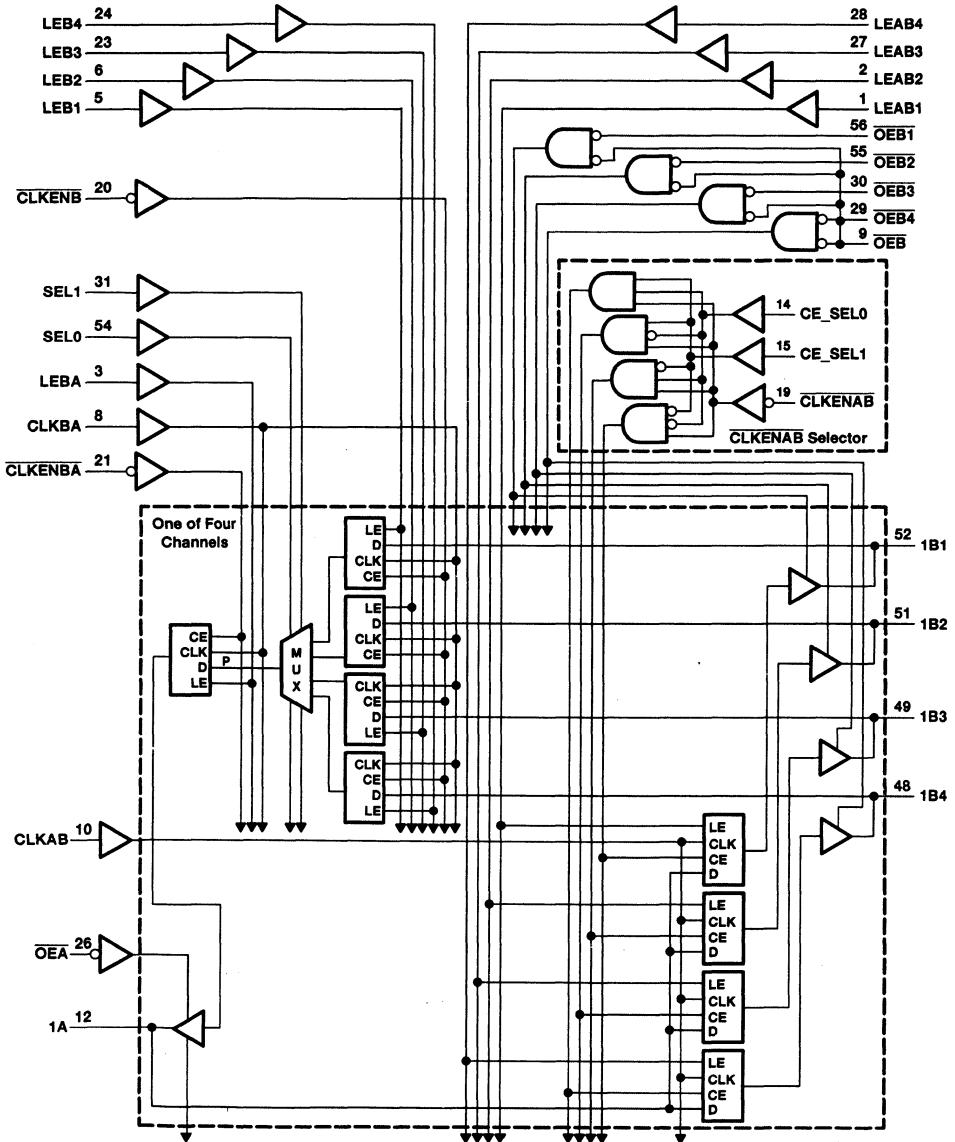 LEB4 24
LEB3 23
LEB2 6
LEB1 5
CLKENB 20
SEL1 31
SEL0 54
LEBA 3
CLKBA 8
CLKENBA 21
28 LEAB4
27 LEAB3
2 LEAB2
1 LEAB1
56 OEB1
55 OEB2
30 OEB3
29 OEB4
9 OEB
14 CE_SEL0
15 CE_SEL1
19 CLKENAB
CLKENAB Selector
One of Four
Channels
LE
D
CLK
CE
LE
D
CLK
CE
CLK
CE
D
LE
CLK
CE
D
LE
CE
CLK
D
LE
P
M
U
X
52 1B1
51 1B2
49 1B3
48 1B4
CLKAB 10
OEA 26
1A 12
LE
CLK
CE
D
LE
CLK
CE
D
LE
CLK
CE
D
LE
CLK
CE
D